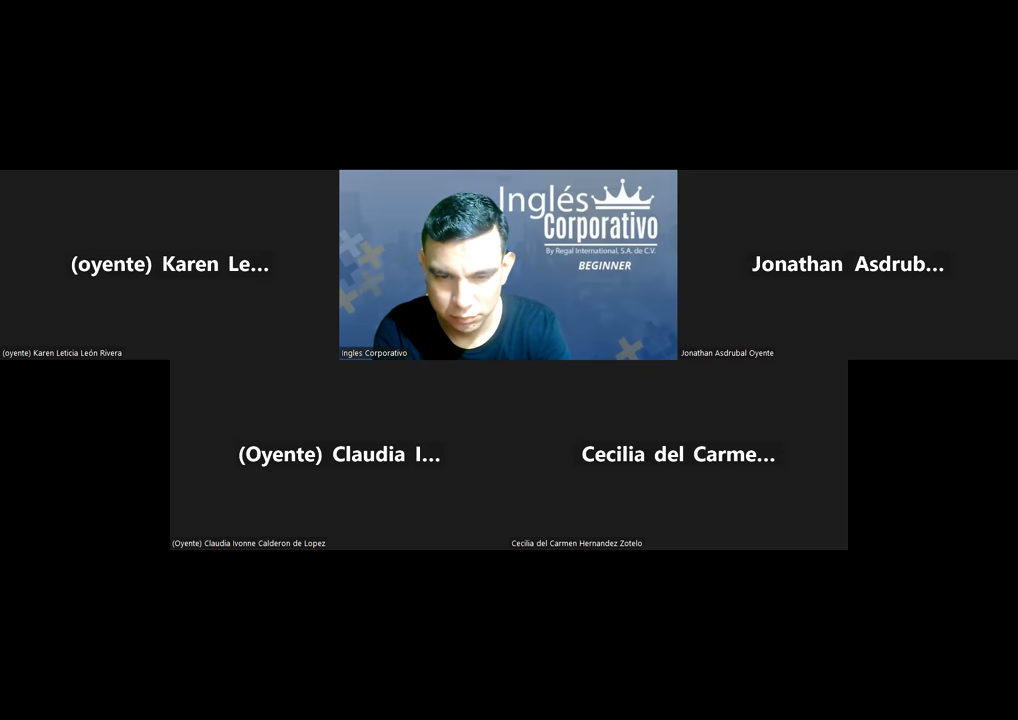 (oyente) Karen Le...
(oyente) Karen Leticia León Rivera
Inglés
Corporativo
By Regal International, S.A. de C.V.
BEGINNER
Ingles Corporativo
Jonathan Asdrub...
Jonathan Asdrubal Oyente
(Oyente) Claudia I...
(Oyente) Claudia Ivonne Calderon de Lopez
Cecilia del Carme...
Cecilia del Carmen Hernandez Zotelo